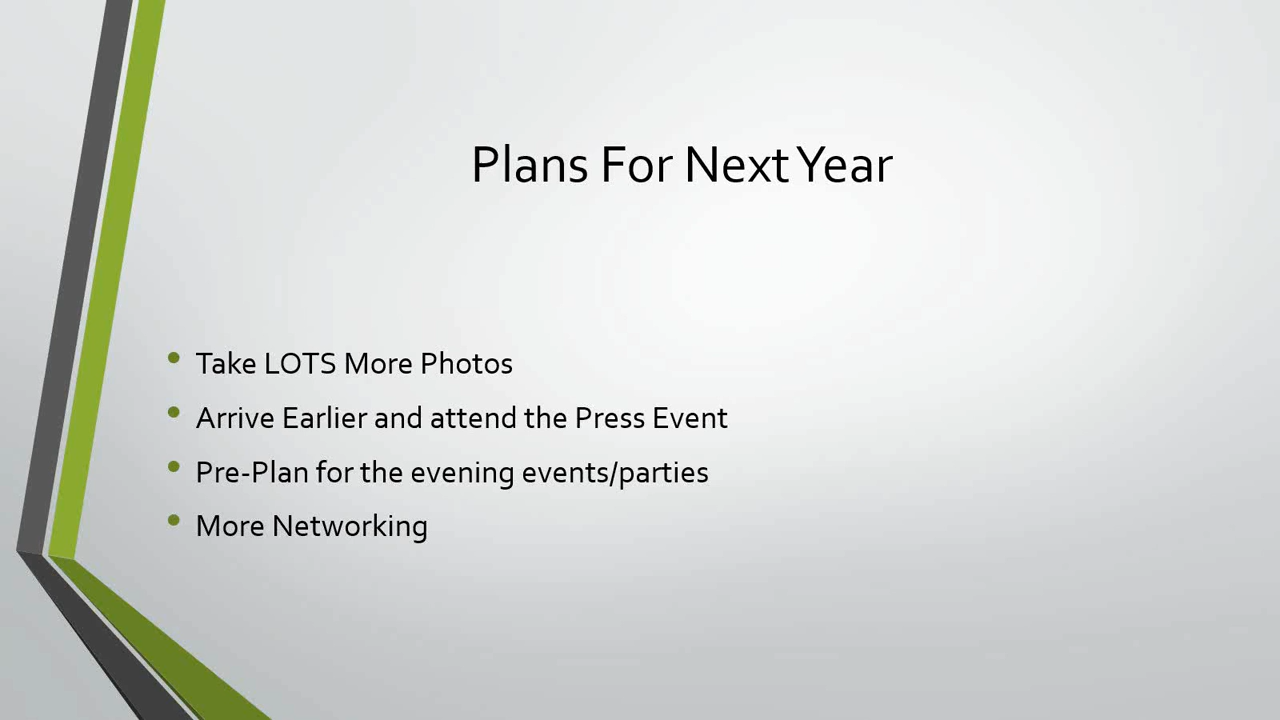 Plans For Next Year
• Take LOTS More Photos
• Arrive Earlier and attend the Press Event
• Pre-Plan for the evening events/parties
• More Networking